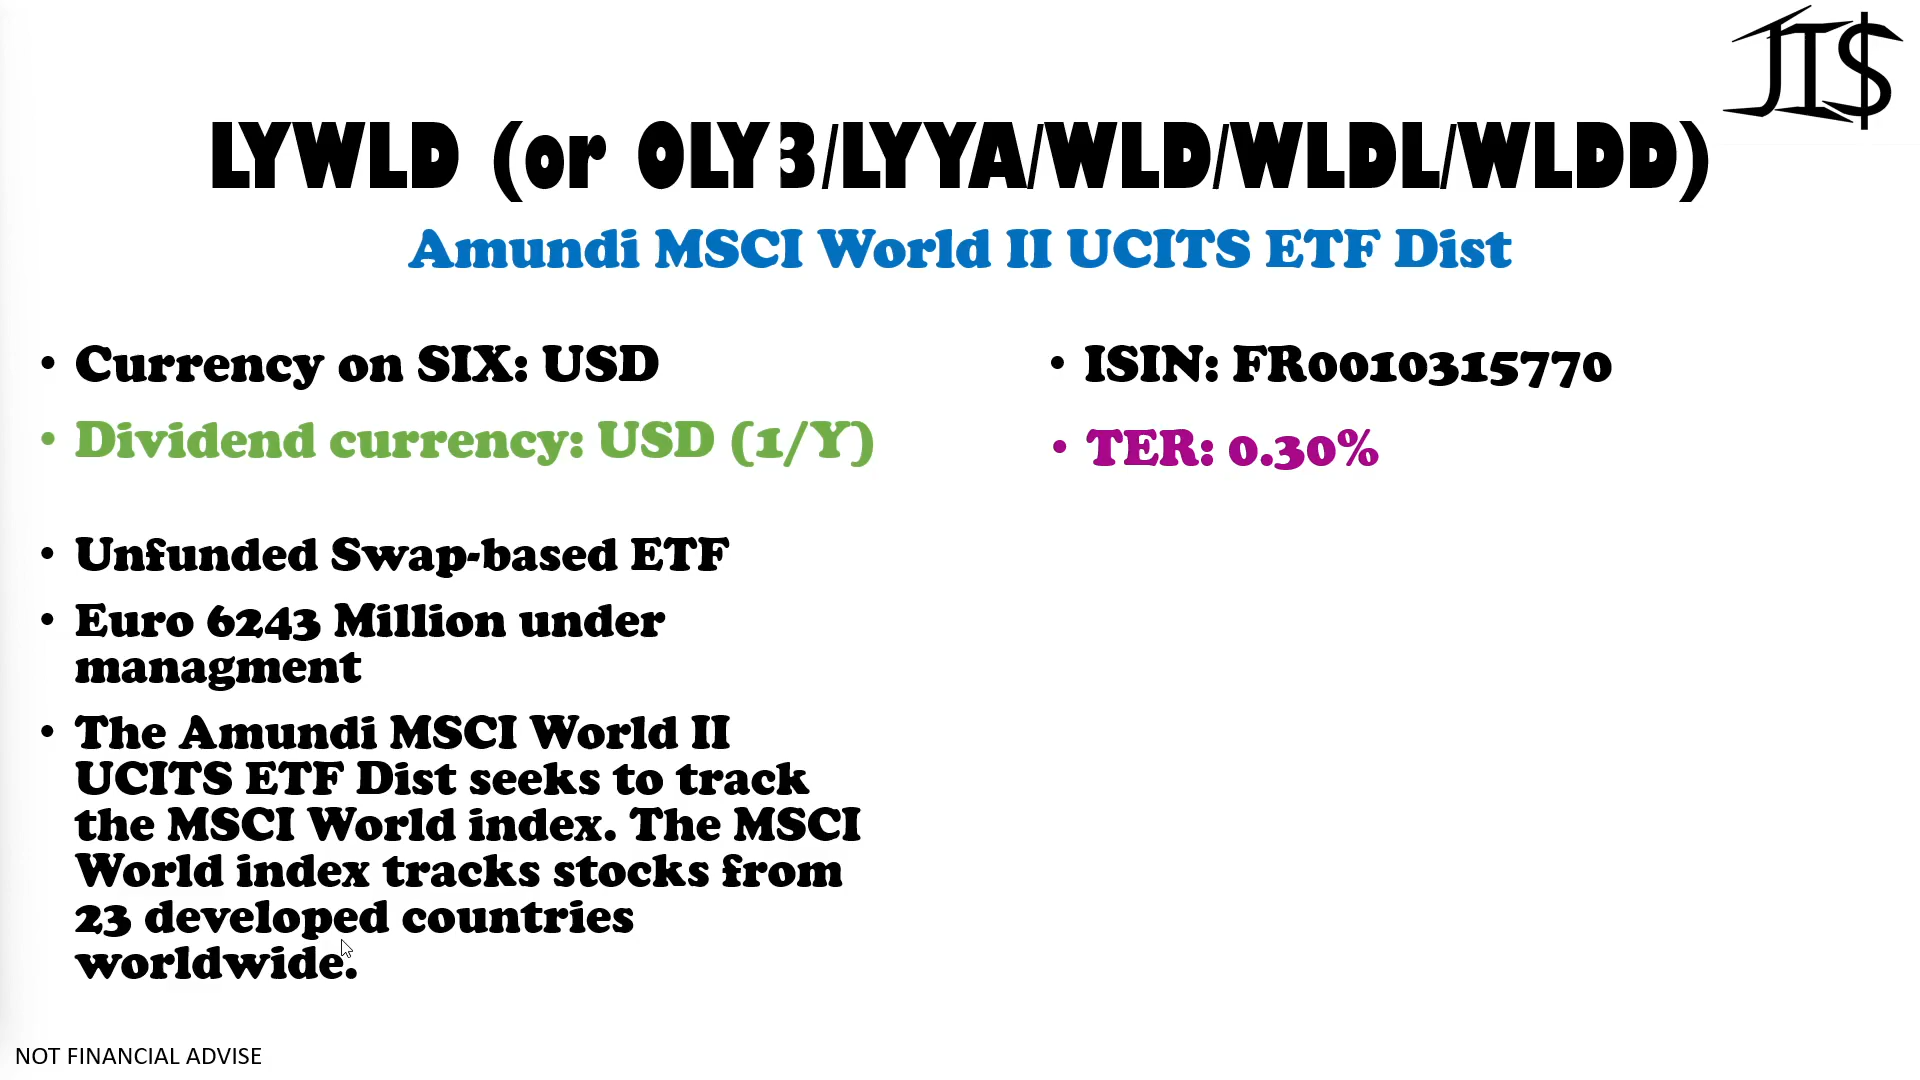 JI$
LYWLD (or OLY3/LYYA/WLD/WLDL/WLDD)
Amundi MSCI World II UCITS ETF Dist
• Currency on SIX: USD
• Dividend currency: USD (1/Y)
• ISIN: FR0010315770
• TER: 0.30%
• Unfunded Swap-based ETF
• Euro 6243 Million under
managment
• The Amundi MSCI World II
UCITS ETF Dist seeks to track
the MSCI World index. The MSCI
World index tracks stocks from
23 developed countries
worldwide.
NOT FINANCIAL ADVISE